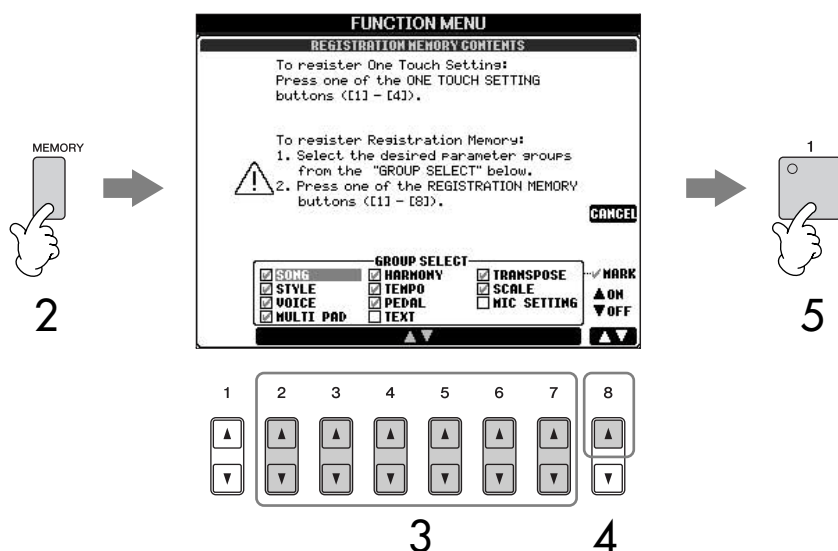 FUNCTION MENU
REGISTRATION MEMORY CONTENTS
To register One Touch Setting:
Press one of the ONE TOUCH SETTING
buttons ([1] - [4]).
To register Registration Memory:
1. Select the desired parameter groups
from the "GROUP SELECT" below.
2. Press one of the REGISTRATION MEMORY
buttons ([1] - [8]).
CANCEL
GROUP SELECT
SONG HARMONY TRANSPOSE
STYLE TEMPO SCALE
VOICE PEDAL MIC SETTING
MULTI PAD TEXT
MARK
▲ON
▼OFF
▲▼ ▲▼
MEMORY
2
1
5
1 2 3 4 5 6 7 8
▲ ▲ ▲ ▲ ▲ ▲ ▲ ▲
▼ ▼ ▼ ▼ ▼ ▼ ▼ ▼
3 4